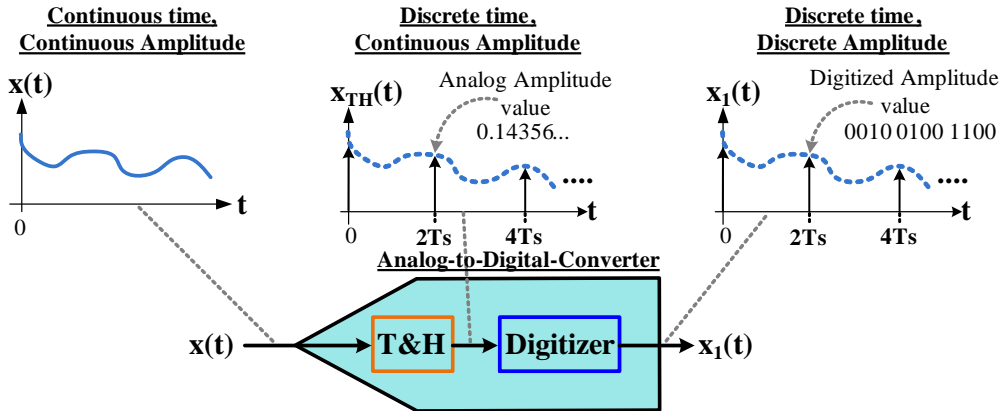 Continuous time,
Continuous Amplitude
x(t)
0
t
Discrete time,
Continuous Amplitude
x_TH(t)
Analog Amplitude
value
0.14356...
....
t
0
2Ts
4Ts
Discrete time,
Discrete Amplitude
x₁(t)
Digitized Amplitude
value
0010 0100 1100
....
t
0
2Ts
4Ts
Analog-to-Digital-Converter
x(t)
T&H
Digitizer
x₁(t)